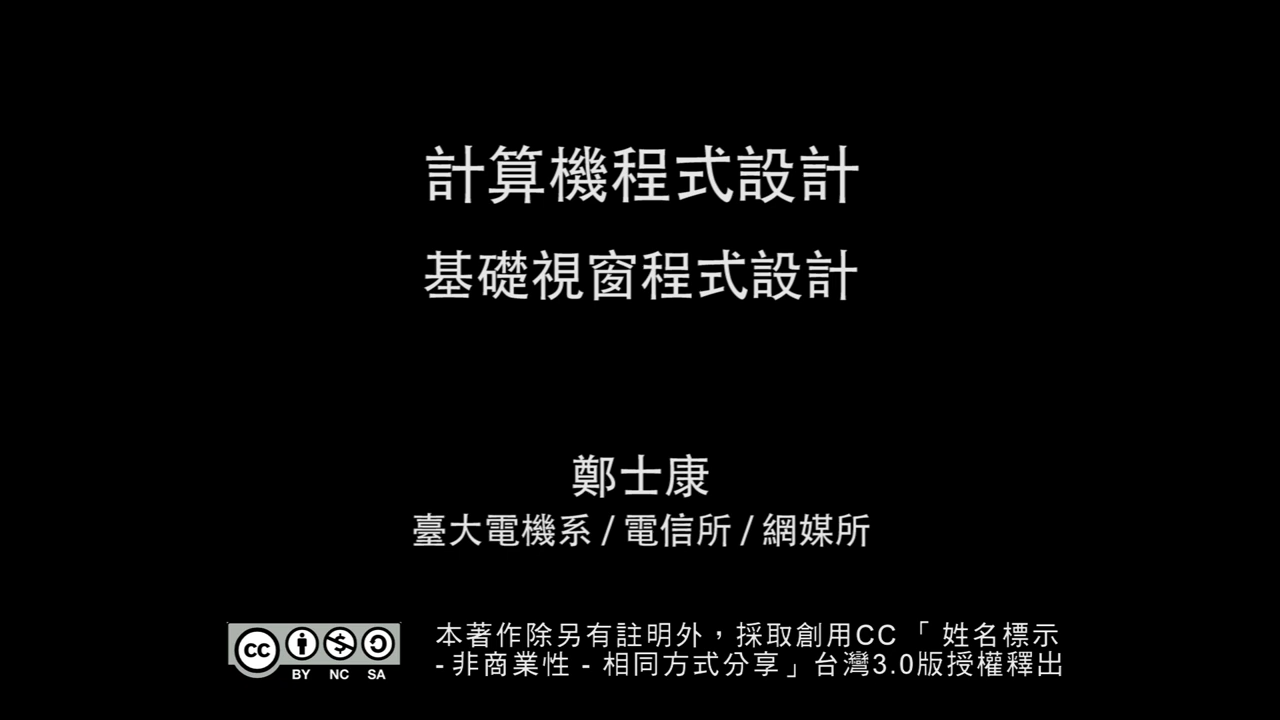 計算機程式設計
基礎視窗程式設計
鄭士康
臺大電機系 / 電信所 / 網媒所
本著作除另有註明外，採取創用CC「 姓名標示
- 非商業性 - 相同方式分享」台灣3.0版授權釋出
cc
BY NC SA